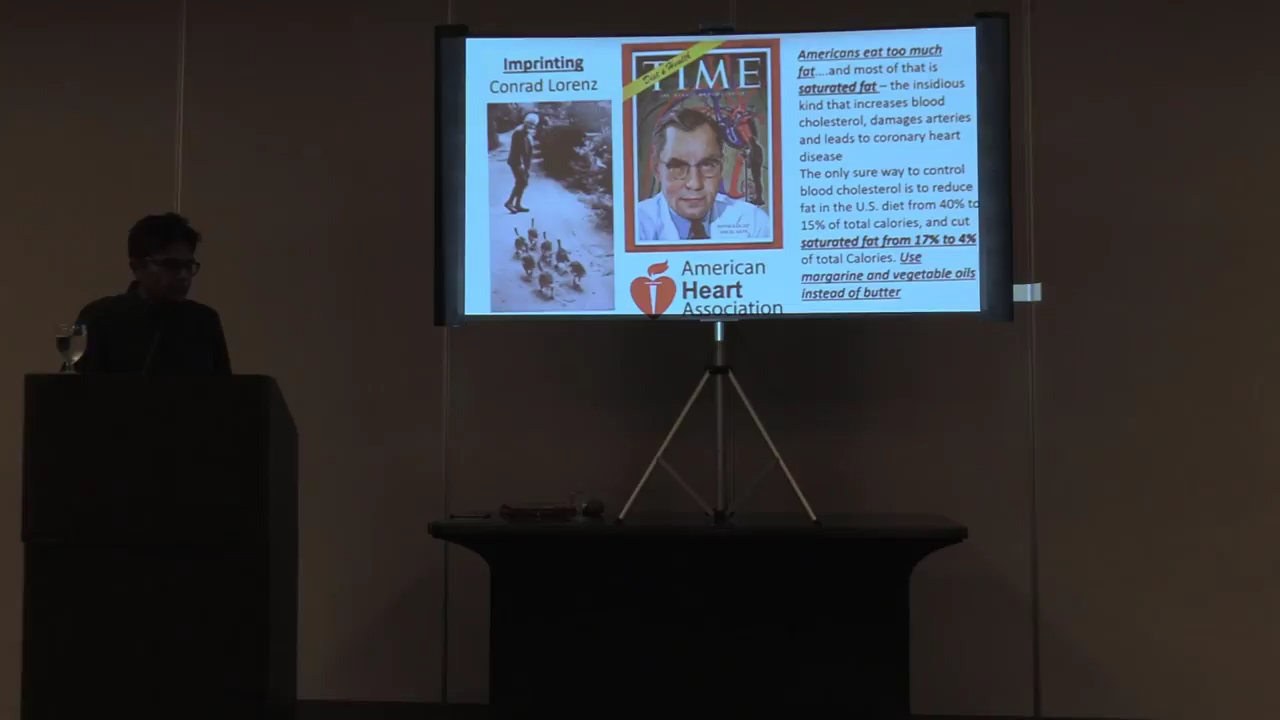 Imprinting
Conrad Lorenz
Diet & Health
TIME
American
Heart
Association
Americans eat too much
fat....and most of that is
saturated fat – the insidious
kind that increases blood
cholesterol, damages arteries
and leads to coronary heart
disease
The only sure way to control
blood cholesterol is to reduce
fat in the U.S. diet from 40% to
15% of total calories, and cut
saturated fat from 17% to 4%
of total Calories. Use
margarine and vegetable oils
instead of butter